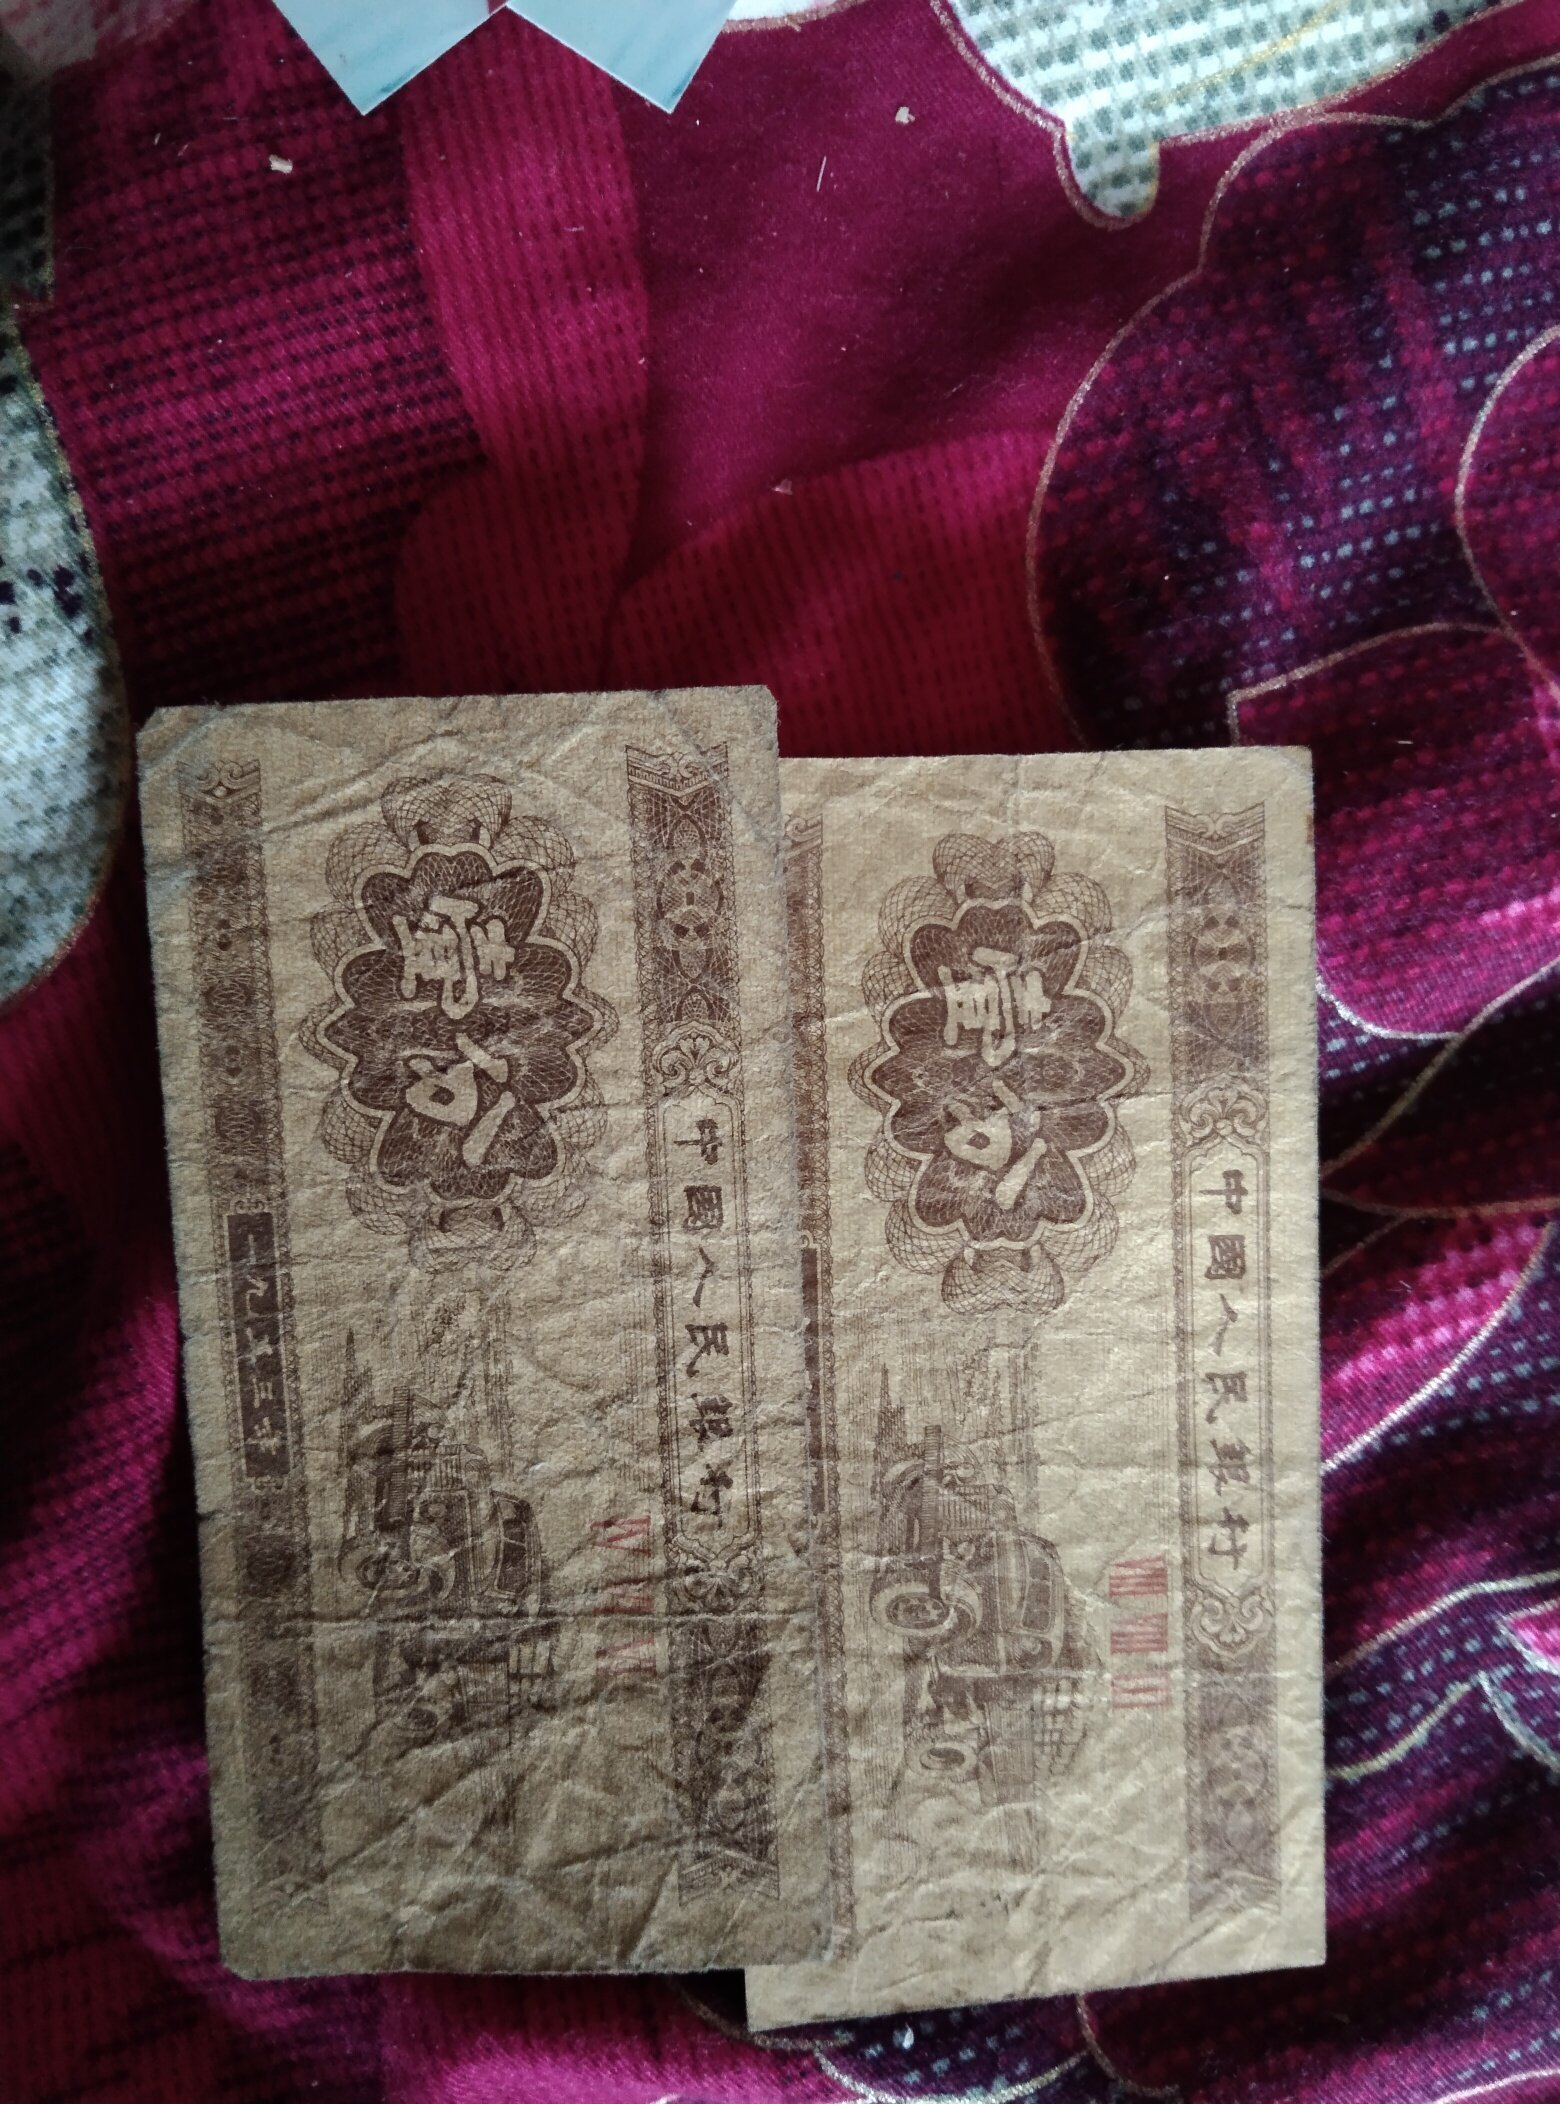 中國人民銀行
壹分
一九五三年
中國人民銀行
壹分